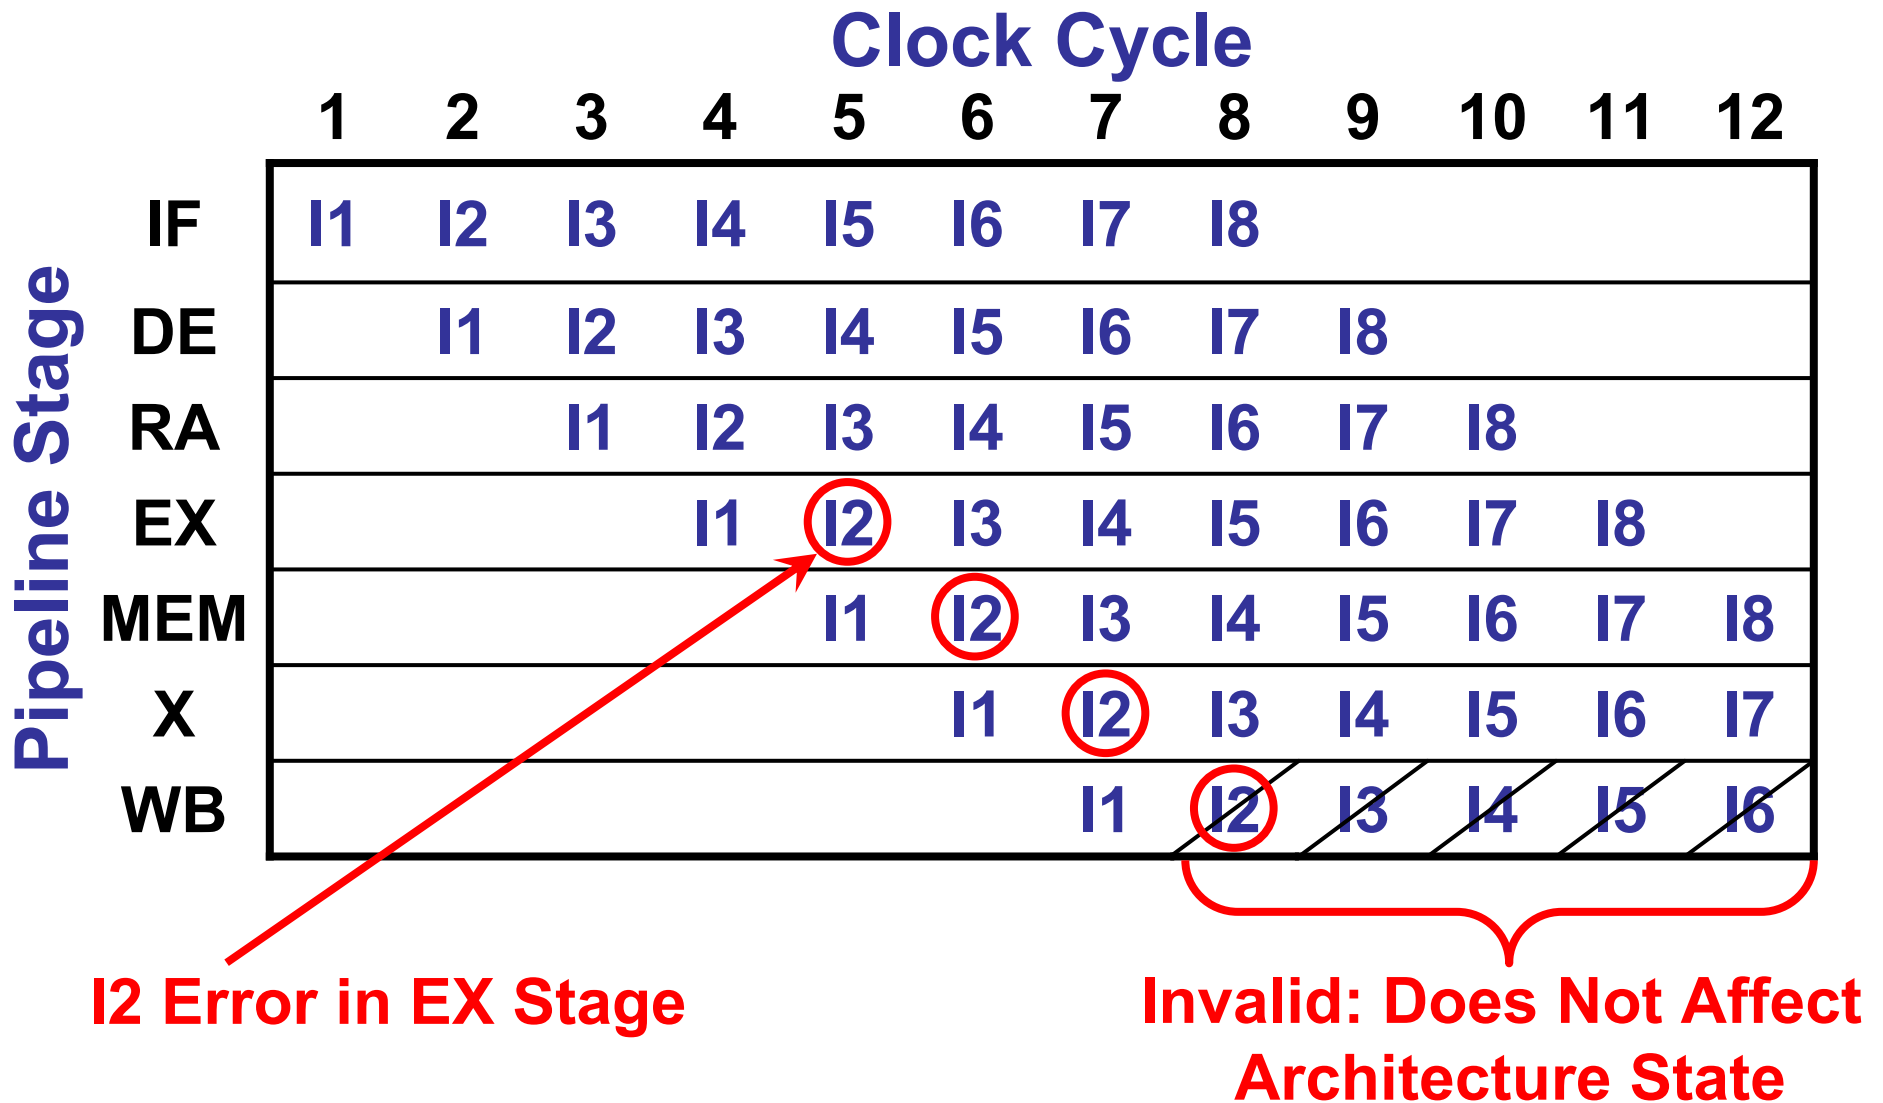 Clock Cycle
1 2 3 4 5 6 7 8 9 10 11 12
Pipeline Stage
IF I1 I2 I3 I4 I5 I6 I7 I8
DE I1 I2 I3 I4 I5 I6 I7 I8
RA I1 I2 I3 I4 I5 I6 I7 I8
EX I1 I2 I3 I4 I5 I6 I7 I8
MEM I1 I2 I3 I4 I5 I6 I7 I8
X I1 I2 I3 I4 I5 I6 I7
WB I1 I2 I3 I4 I5 I6
I2 Error in EX Stage
Invalid: Does Not Affect
Architecture State